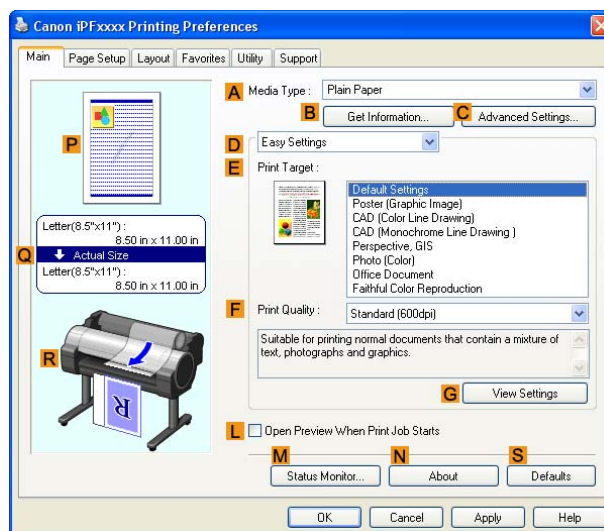 Canon iPFxxxx Printing Preferences
Main Page Setup Layout Favorites Utility Support
A Media Type : Plain Paper
B Get Information... C Advanced Settings...
D Easy Settings
E Print Target :
Default Settings
Poster (Graphic Image)
CAD (Color Line Drawing)
CAD (Monochrome Line Drawing )
Perspective, GIS
Photo (Color)
Office Document
Faithful Color Reproduction
F Print Quality : Standard (600dpi)
Suitable for printing normal documents that contain a mixture of
text, photographs and graphics.
G View Settings
P
Letter(8.5"x11") :
8.50 in x 11.00 in
Q Actual Size
Letter(8.5"x11") :
8.50 in x 11.00 in
R
R
L Open Preview When Print Job Starts
M N S
Status Monitor... About Defaults
OK Cancel Apply Help